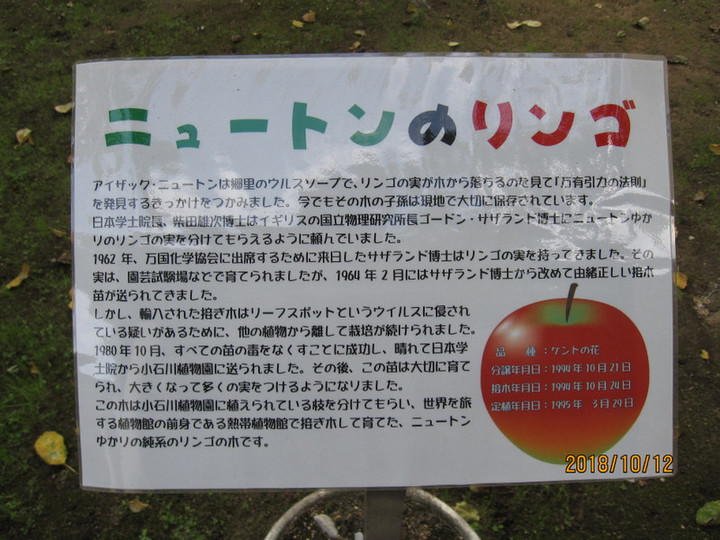 ニュートンのリンゴ
アイザック・ニュートンは郷里のウルスソープで、リンゴの実が木から落ちるのを見て「万有引力の法則」
を発見するきっかけをつかみました。今でもその木の子孫は現地で大切に保存されています。
日本学士院長、柴田雄次博士はイギリスの国立物理研究所長ゴードン・サザランド博士にニュートンゆか
りのリンゴの実を分けてもらえるように頼んでいました。
1962 年、万国化学協会に出席するために来日したサザランド博士はリンゴの実を持ってきました。その
実は、園芸試験場などで育てられましたが、1964 年 2 月にはサザランド博士から改めて由緒正しい接木
苗が送られてきました。
しかし、輸入された接ぎ木はリーフスポットというウイルスに侵され
ている疑いがあるために、他の植物から離して栽培が続けられました。
1980 年 10 月、すべての苗の毒をなくすことに成功し、晴れて日本学
士院から小石川植物園に送られました。その後、この苗は大切に育て
られ、大きくなって多くの実をつけるようになりました。
この木は小石川植物園に植えられている枝を分けてもらい、世界を旅
する植物館の前身である熱帯植物館で接ぎ木して育てた、ニュートン
ゆかりの純系のリンゴの木です。
品　種：ケントの花
分譲年月日：1994 年 10 月 21 日
接木年月日：1994 年 10 月 24 日
定植年月日：1995 年 3 月 29 日
2018/10/12